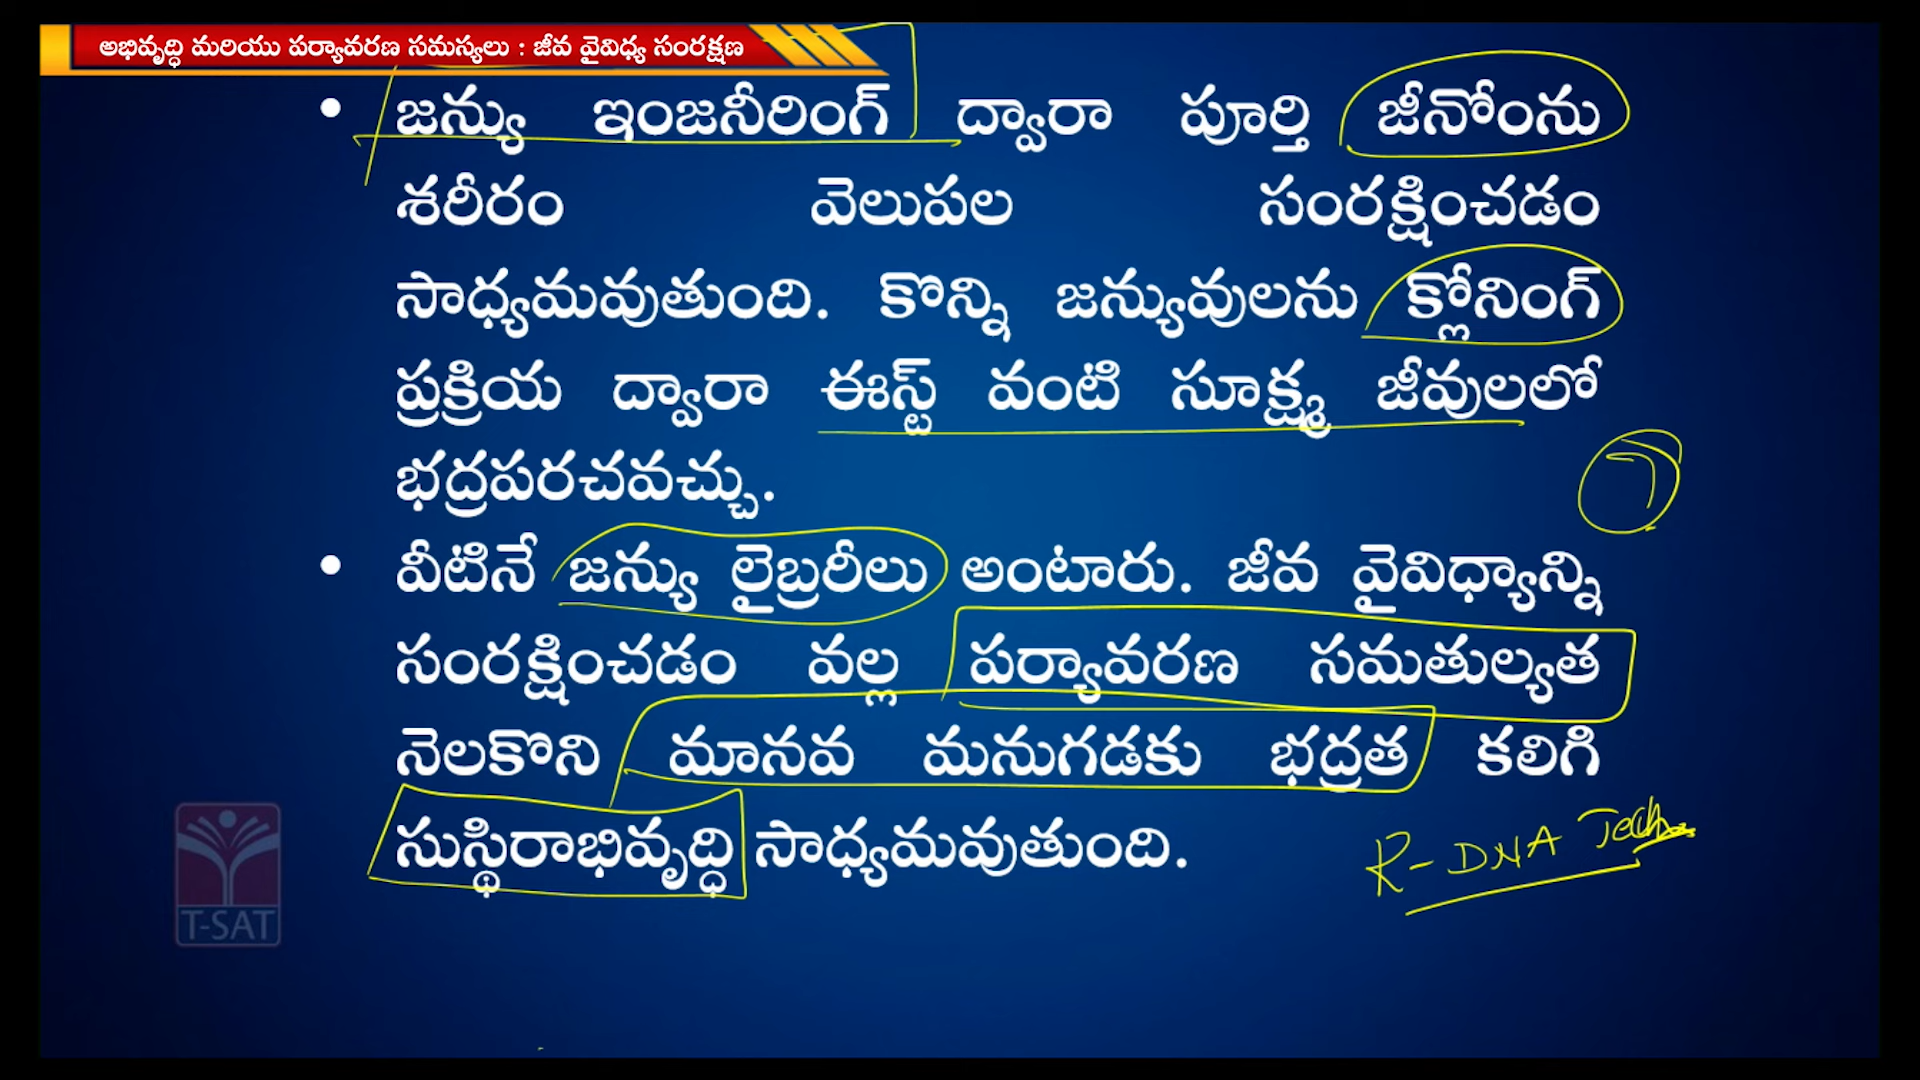 అభివృద్ధి మరియు పర్యావరణ సమస్యలు : జీవ వైవిధ్య సంరక్షణ
• జన్యు ఇంజనీరింగ్ ద్వారా పూర్తి జీనోంను
శరీరం వెలుపల సంరక్షించడం
సాధ్యమవుతుంది. కొన్ని జన్యువులను క్లోనింగ్
ప్రక్రియ ద్వారా ఈస్ట్ వంటి సూక్ష్మ జీవులలో
భద్రపరచవచ్చు.
• వీటినే జన్యు లైబ్రరీలు అంటారు. జీవ వైవిధ్యాన్ని
సంరక్షించడం వల్ల పర్యావరణ సమతుల్యత
నెలకొని మానవ మనుగడకు భద్రత కలిగి
సుస్థిరాభివృద్ధి సాధ్యమవుతుంది.
R-DNA Tech
T-SAT